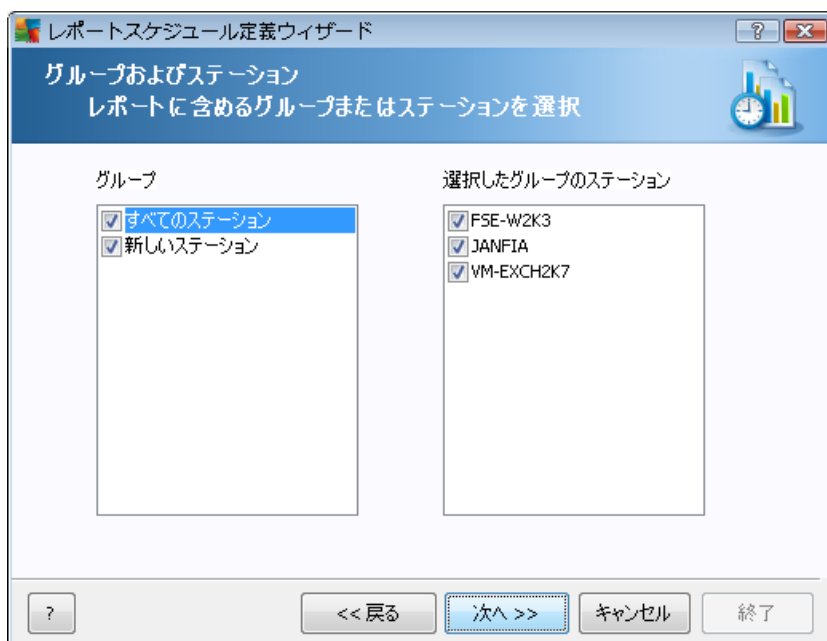 レポートスケジュール定義ウィザード
?
グループおよびステーション
レポートに含めるグループまたはステーションを選択
グループ
選択したグループのステーション
すべてのステーション
新しいステーション
FSE-W2K3
JANFIA
VM-EXCH2K7
?
<< 戻る
次へ >>
キャンセル
終了